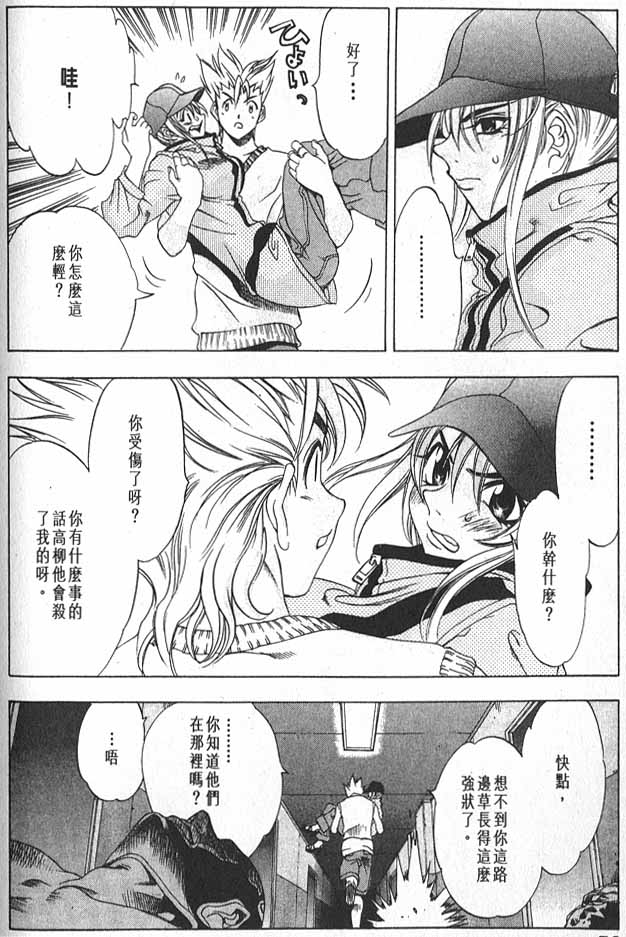 …………
好了…
ひょいっ
哇！
你怎麼這
麼輕？
………
你幹什麼？
你受傷了呀？
你有什麼事的
話高柳他會殺
了我的呀。
快點，
想不到你這路
邊草長得這麼
強狀了。
………
你知道他們
在那裡嗎？
…唔